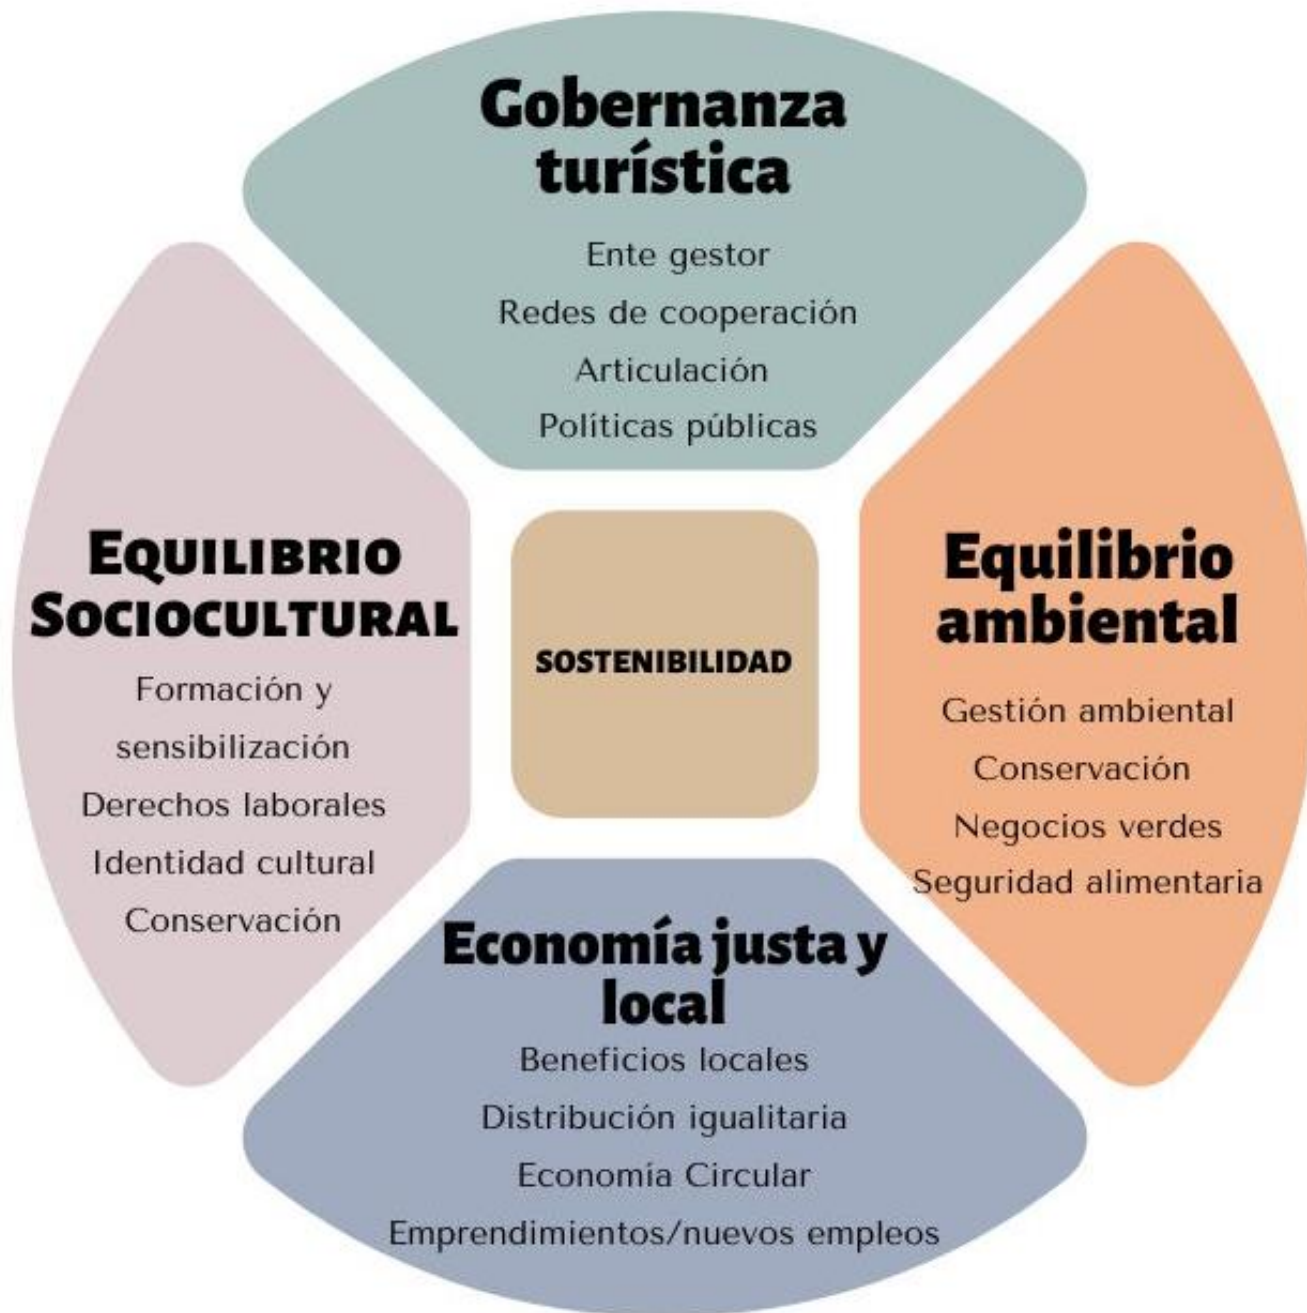 Gobernanza
turística
Ente gestor
Redes de cooperación
Articulación
Políticas públicas
EQUILIBRIO
SOCIOCULTURAL
Formación y
sensibilización
Derechos laborales
Identidad cultural
Conservación
SOSTENIBILIDAD
Equilibrio
ambiental
Gestión ambiental
Conservación
Negocios verdes
Seguridad alimentaria
Economía justa y
local
Beneficios locales
Distribución igualitaria
Economía Circular
Emprendimientos/nuevos empleos